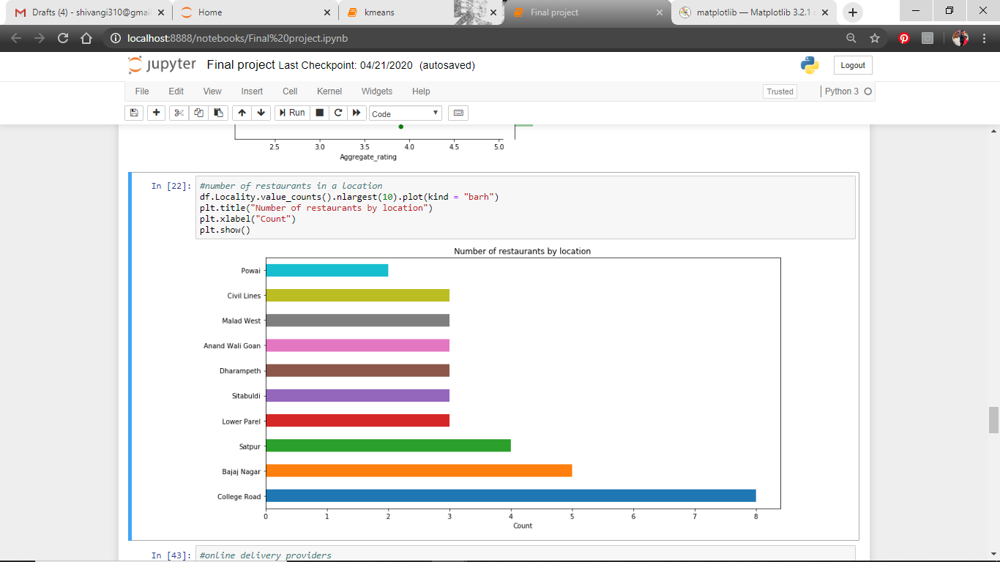 Drafts (4) - shivangi310@gmai
Home
kmeans
Final project
matplotlib — Matplotlib 3.2.1
localhost:8888/notebooks/Final%20project.ipynb
jupyter Final project Last Checkpoint: 04/21/2020 (autosaved)
Logout
File Edit View Insert Cell Kernel Widgets Help
Trusted
Python 3
Run
Code
2.5 3.0 3.5 4.0 4.5 5.0
Aggregate_rating
In [22]:
#number of restaurants in a location
df.Locality.value_counts().nlargest(10).plot(kind = "barh")
plt.title("Number of restaurants by location")
plt.xlabel("Count")
plt.show()
Number of restaurants by location
Powai
Civil Lines
Malad West
Anand Wali Goan
Dharampeth
Sitabuldi
Lower Parel
Satpur
Bajaj Nagar
College Road
0 1 2 3 4 5 6 7 8
Count
In [43]:
#online delivery providers